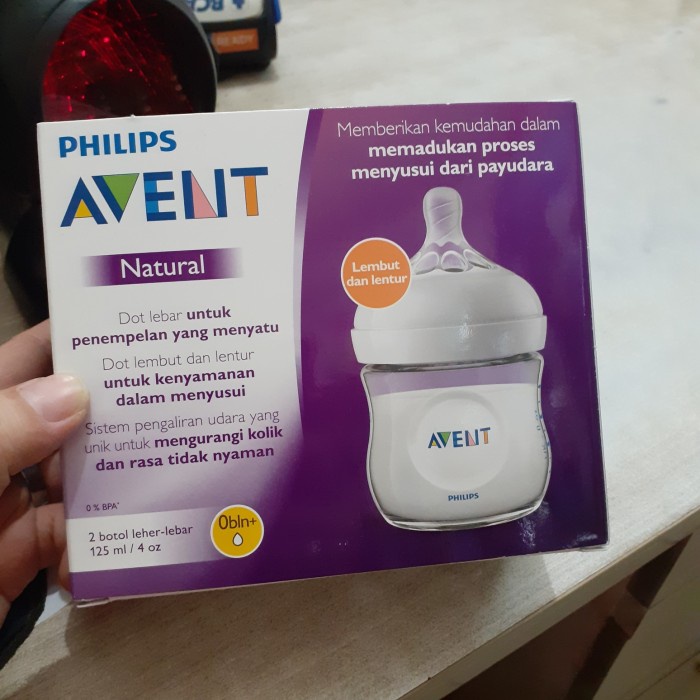 PHILIPS
AVENT
Natural
Dot lebar untuk
penempelan yang menyatu
Dot lembut dan lentur
untuk kenyamanan
dalam menyusui
Sistem pengaliran udara yang
unik untuk mengurangi kolik
dan rasa tidak nyaman
0 % BPA*
2 botol leher-lebar
125 ml / 4 oz
0bln+
Memberikan kemudahan dalam
memadukan proses
menyusui dari payudara
Lembut
dan lentur
AVENT
PHILIPS